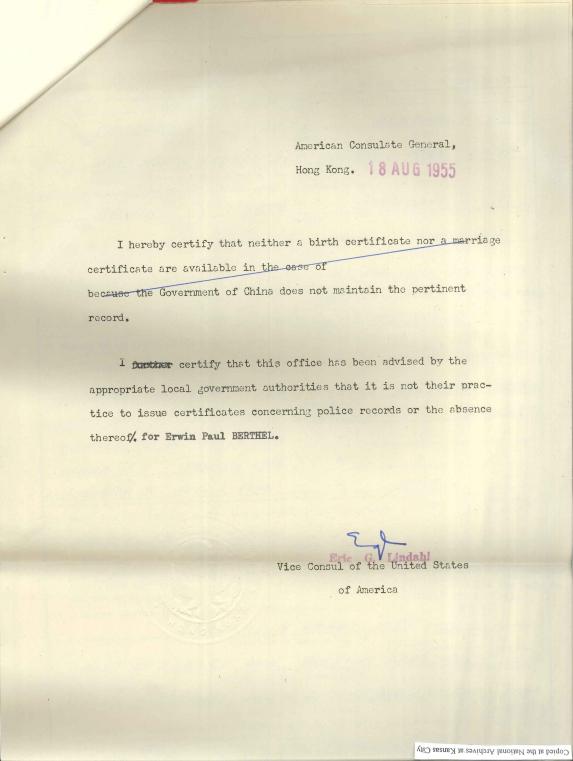 American Consulate General,
Hong Kong. 18 AUG 1955
I hereby certify that neither a birth certificate nor a marriage
certificate are available in the case of
because the Government of China does not maintain the pertinent
record.
I further certify that this office has been advised by the
appropriate local government authorities that it is not their prac-
tice to issue certificates concerning police records or the absence
thereof. for Erwin Paul BERTHEL.
Eric G. Lindahl
Vice Consul of the United States
of America
Copied at the National Archives at Kansas City